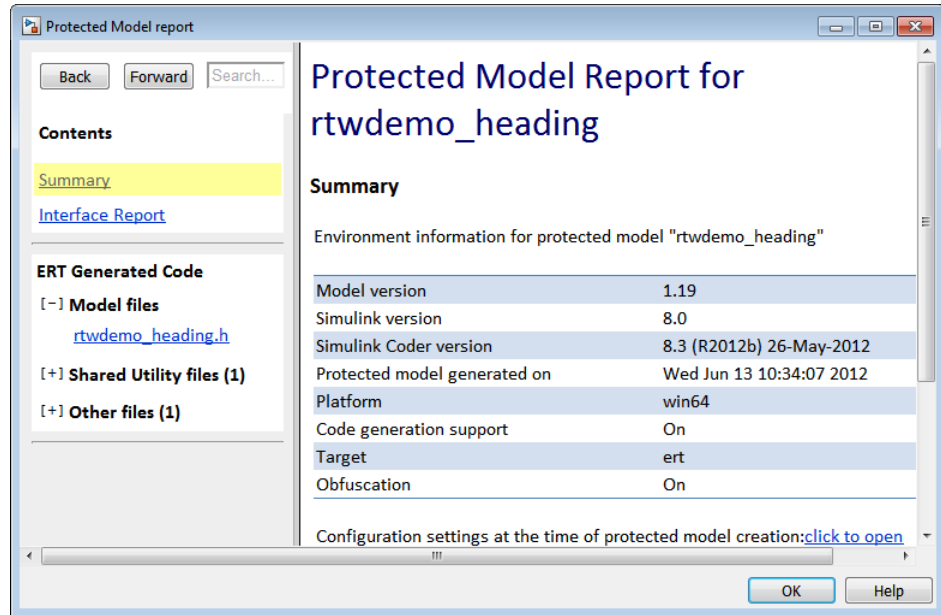 Protected Model report
Back Forward Search...
Contents
Summary
Interface Report
ERT Generated Code
[-] Model files
rtwdemo_heading.h
[+] Shared Utility files (1)
[+] Other files (1)
Protected Model Report for
rtwdemo_heading
Summary
Environment information for protected model "rtwdemo_heading"
Model version 1.19
Simulink version 8.0
Simulink Coder version 8.3 (R2012b) 26-May-2012
Protected model generated on Wed Jun 13 10:34:07 2012
Platform win64
Code generation support On
Target ert
Obfuscation On
Configuration settings at the time of protected model creation:click to open
OK Help